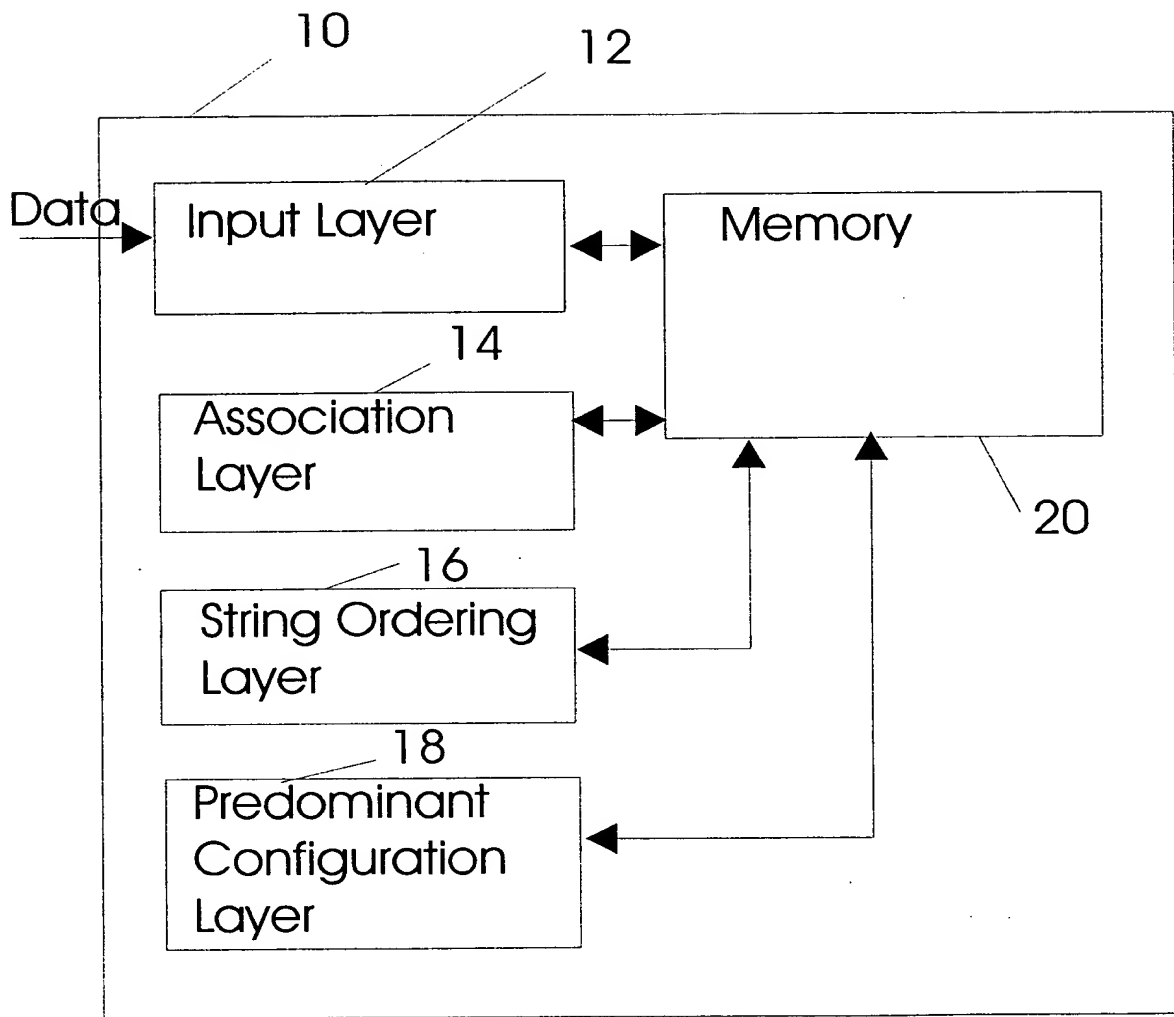 10
12
Data
Input Layer
Memory
14
Association
Layer
20
16
String Ordering
Layer
18
Predominant
Configuration
Layer